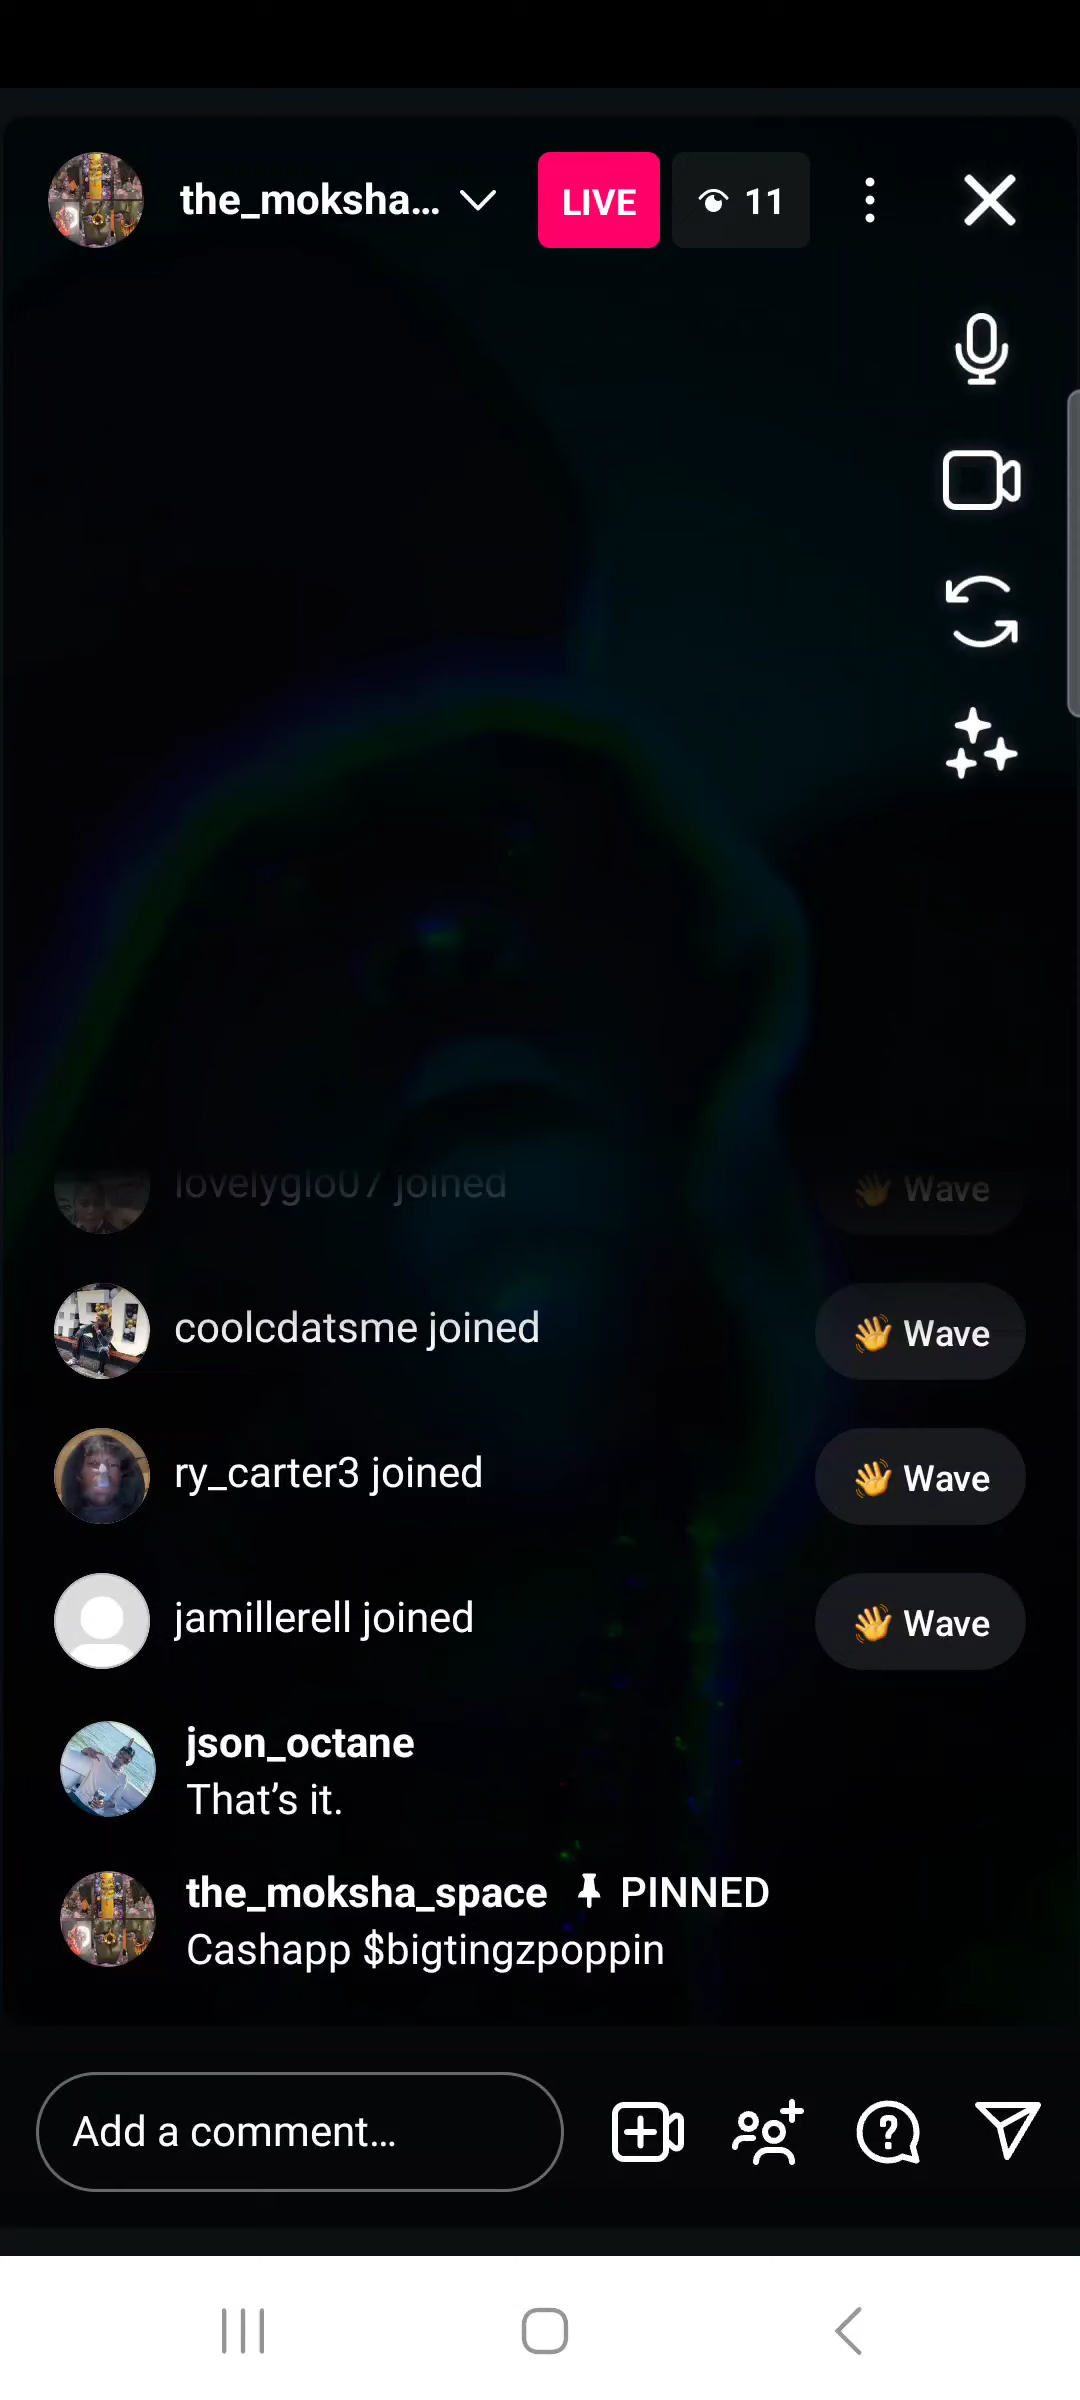 the_moksha... LIVE 11
lovelyglo07 joined Wave
coolcdatsme joined Wave
ry_carter3 joined Wave
jamillerell joined Wave
json_octane
That’s it.
the_moksha_space PINNED
Cashapp $bigtingzpoppin
Add a comment...